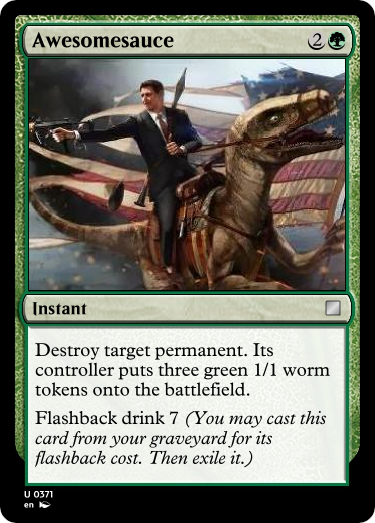 Awesomesauce 2
Instant
Destroy target permanent. Its
controller puts three green 1/1 worm
tokens onto the battlefield.
Flashback drink 7 (You may cast this
card from your graveyard for its
flashback cost. Then exile it.)
U 0371
en